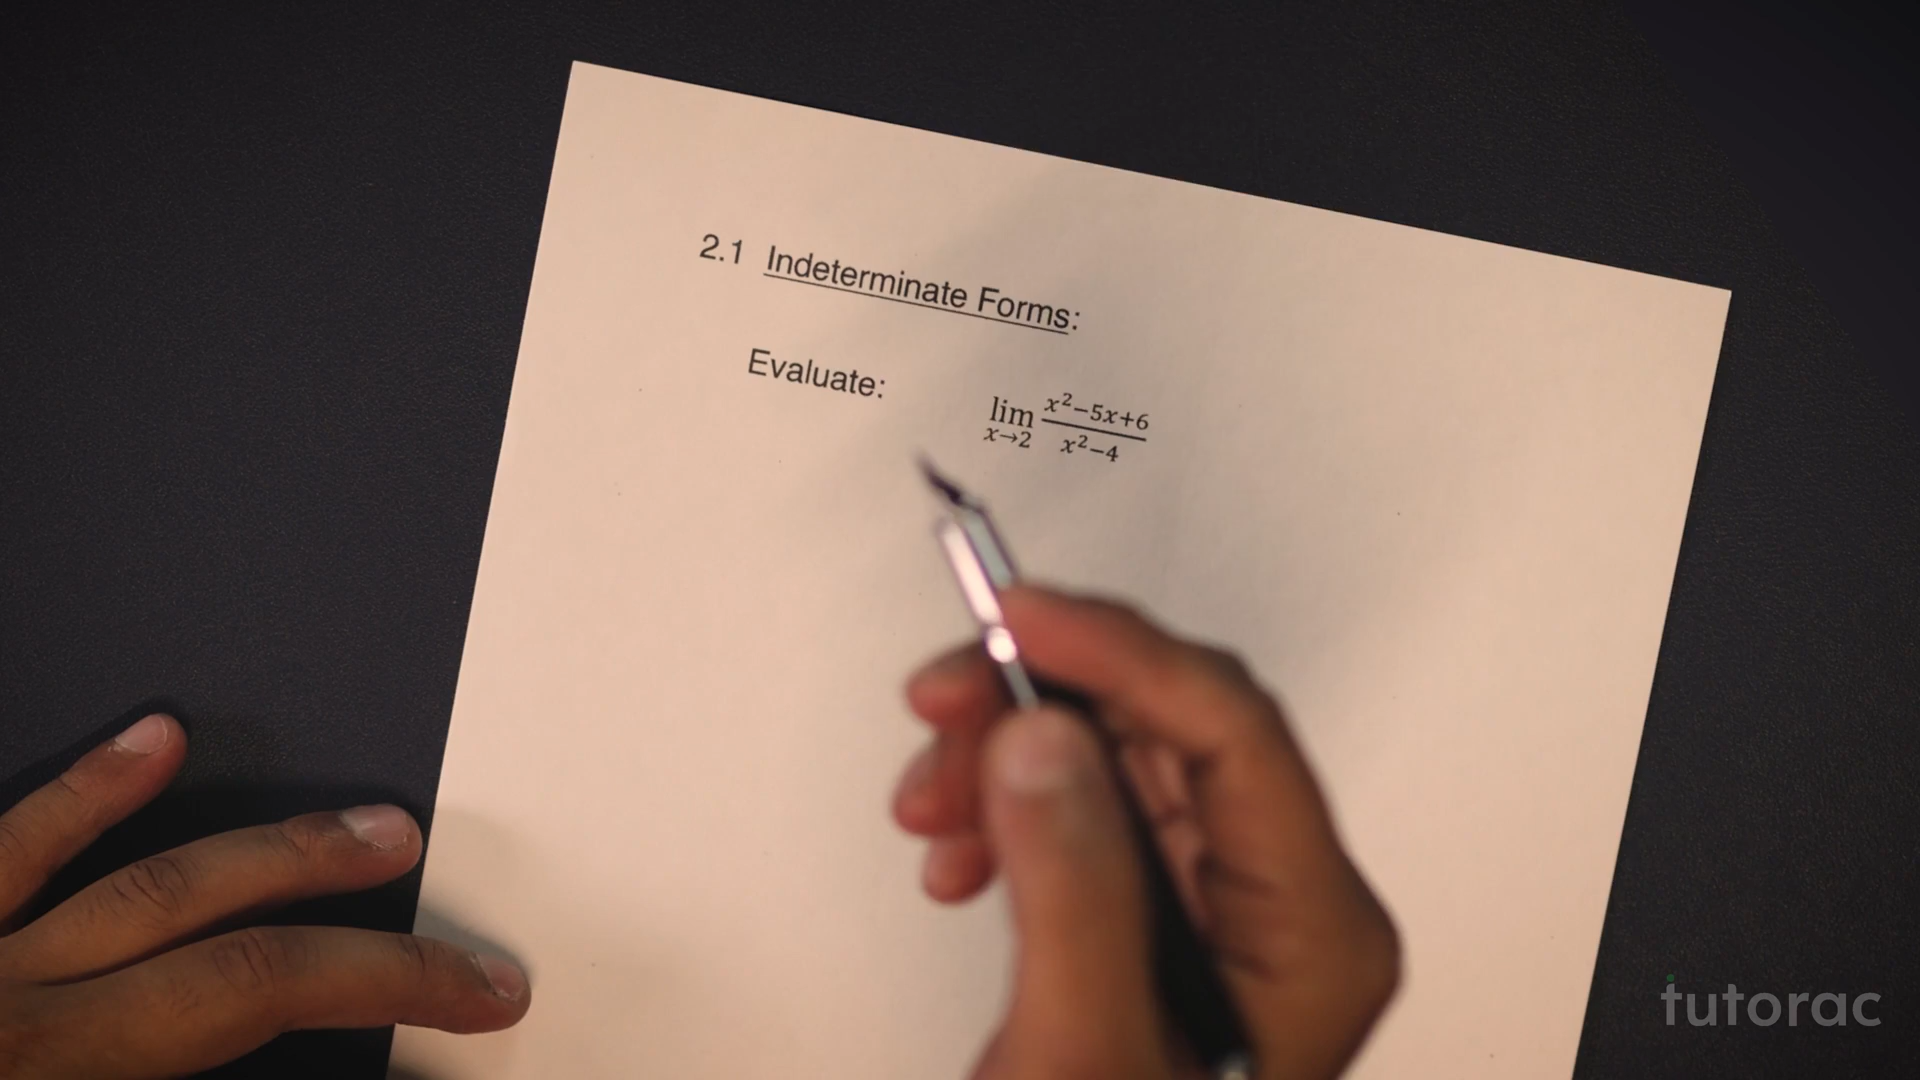 2.1 Indeterminate Forms:
Evaluate: lim x→2 x²−5x+6 / x²−4
tutorac